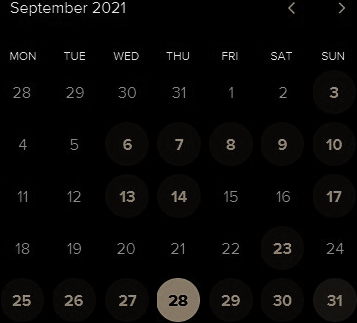 September 2021 < >
MON TUE WED THU FRI SAT SUN
28 29 30 31 1 2 3
4 5 6 7 8 9 10
11 12 13 14 15 16 17
18 19 20 21 22 23 24
25 26 27 28 29 30 31